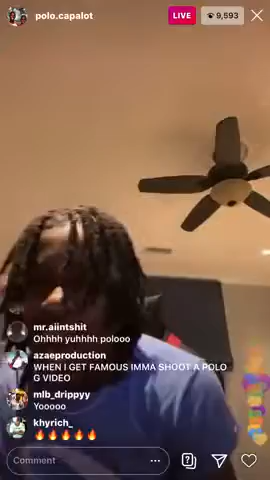 polo.capalot
LIVE
9,593
mr.aiintshit
Ohhhh yuhhhh polooo
azaeproduction
WHEN I GET FAMOUS IMMA SHOOT A POLO
G VIDEO
mlb_drippyy
Yooooo
khyrich_
🔥🔥🔥🔥🔥
Comment